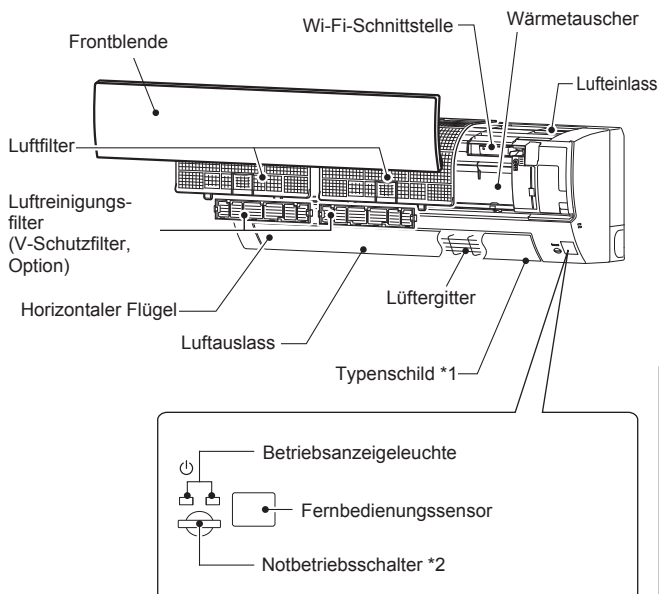 Wi-Fi-Schnittstelle
Wärmetauscher
Frontblende
Lufteinlass
Luftfilter
Luftreinigungs-
filter
(V-Schutzfilter,
Option)
Horizontaler Flügel
Lüftergitter
Luftauslass
Typenschild *1
Betriebsanzeigeleuchte
Fernbedienungssensor
Notbetriebsschalter *2